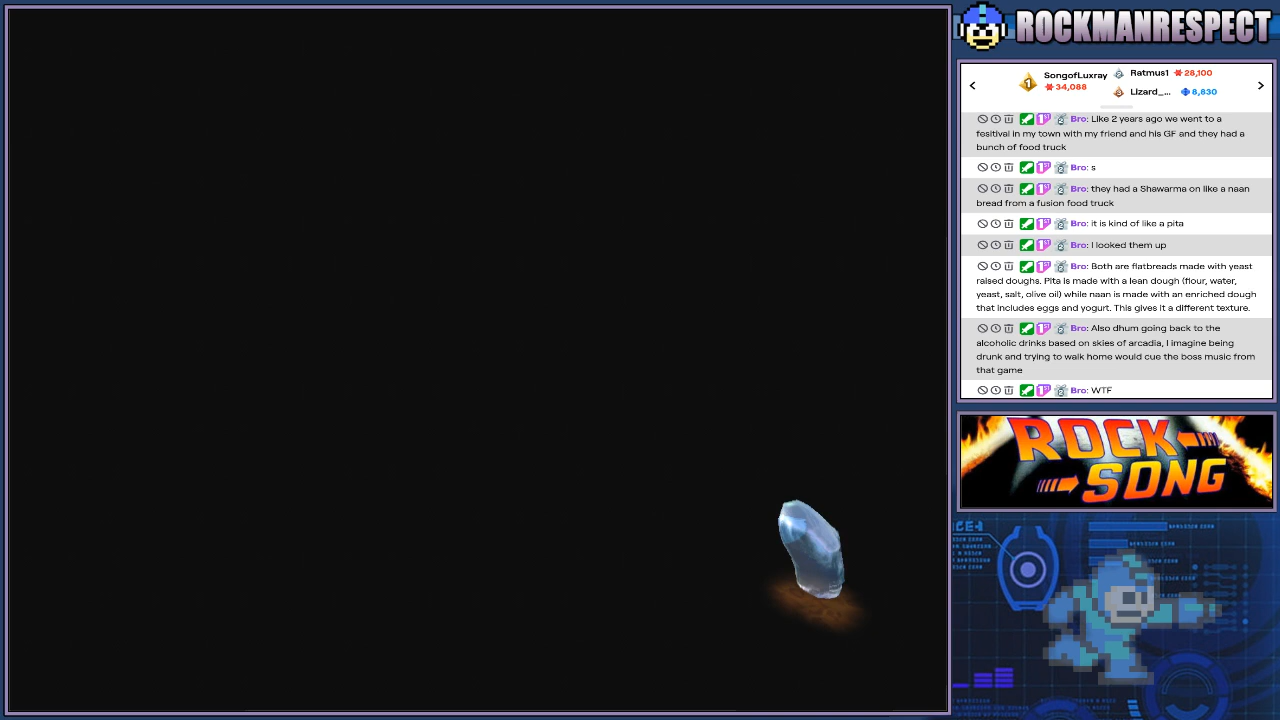 ROCKMANRESPECT
1 SongofLuxray 34,088
2 Ratmus1 28,100
3 Lizard_... 8,830
Bro: Like 2 years ago we went to a
fesitival in my town with my friend and his GF and they had a
bunch of food truck
Bro: s
Bro: they had a Shawarma on like a naan
bread from a fusion food truck
Bro: it is kind of like a pita
Bro: I looked them up
Bro: Both are flatbreads made with yeast
raised doughs. Pita is made with a lean dough (flour, water,
yeast, salt, olive oil) while naan is made with an enriched dough
that includes eggs and yogurt. This gives it a different texture.
Bro: Also dhum going back to the
alcoholic drinks based on skies of arcadia, I imagine being
drunk and trying to walk home would cue the boss music from
that game
Bro: WTF
ROCK
SONG